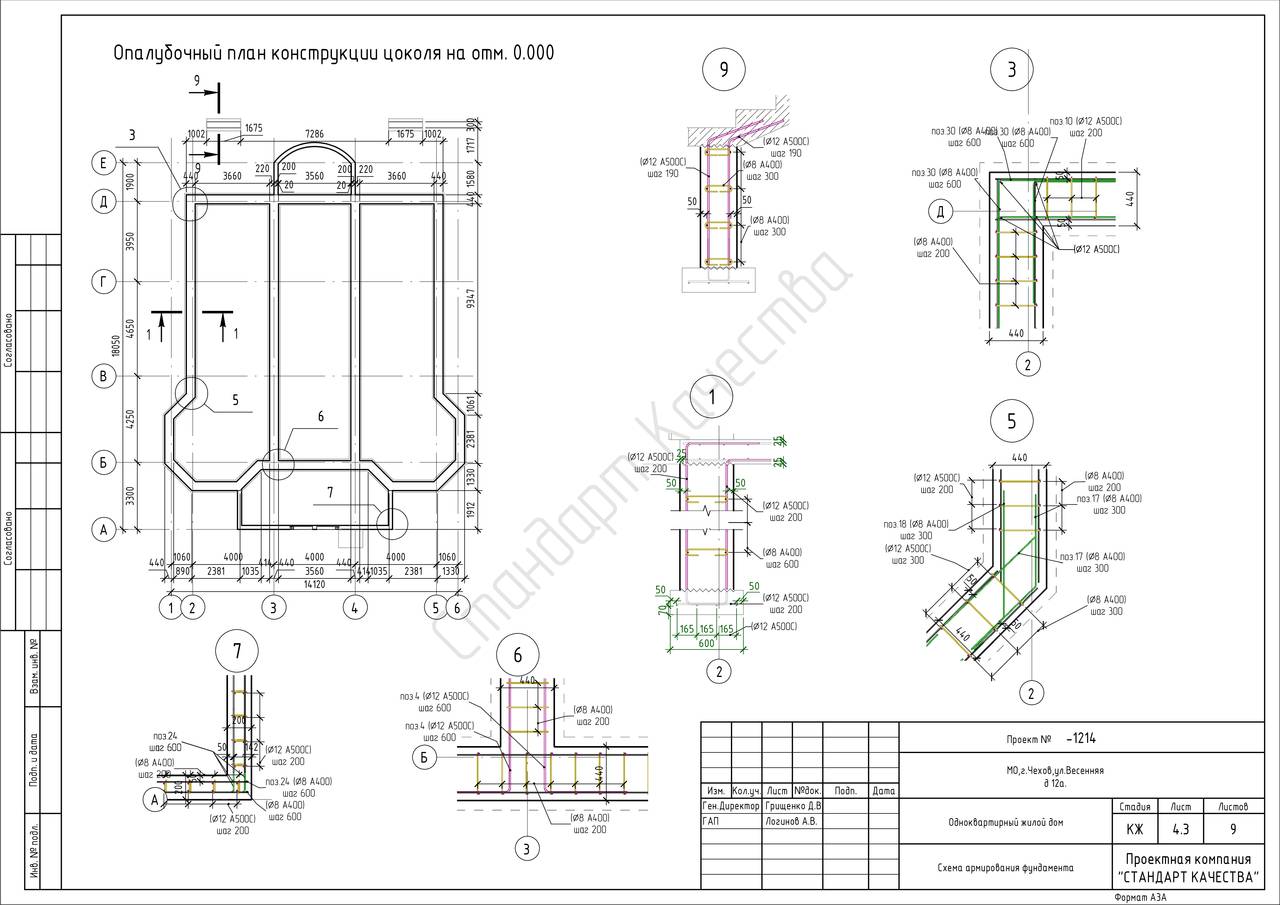 Опалубочный план конструкции цоколя на отм. 0.000
9
3
9
1002
1675
7286
1675
1002
300
1717
Е
9
220
200
200
220
440
3660
3560
3660
440
20
20
1580
1900
Д
440
3950
Г
9347
18050
4650
1
1
В
5
6
1061
4250
2381
Б
7
1330
3300
1912
А
1060
4000
4000
4000
1060
440
414
440
440
440
890
2381
1035
3560
414
1035
2381
1330
14120
1
2
3
4
5
6
9
(Ø12 А500С)
шаг 190
(Ø12 А500С)
шаг 190
(Ø8 А400)
шаг 300
50
50
(Ø8 А400)
шаг 300
3
поз.10 (Ø12 А500С)
шаг 200
поз.30 (Ø8 А400)
шаг 600
поз.30 (Ø8 А400)
шаг 600
поз.30 (Ø8 А400)
шаг 600
50
440
Д
50
(Ø8 А400)
шаг 200
(Ø12 А500С)
440
2
1
25
25
25
(Ø12 А500С)
шаг 200
50
50
(Ø12 А500С)
шаг 200
(Ø8 А400)
шаг 600
50
50
(Ø12 А500С)
шаг 200
70
165
165
165
(Ø12 А500С)
600
2
5
440
(Ø12 А500С)
шаг 200
(Ø8 А400)
шаг 200
поз.17 (Ø8 А400)
шаг 300
поз.18 (Ø8 А400)
шаг 300
(Ø12 А500С)
шаг 300
поз.17 (Ø8 А400)
шаг 300
50
(Ø8 А400)
шаг 300
50
440
2
7
200
поз.24
шаг 600
50
142
(Ø12 А500С)
шаг 200
(Ø8 А400)
шаг 200
поз.24 (Ø8 А400)
шаг 600
200
А
(Ø8 А400)
шаг 600
(Ø12 А500С)
шаг 200
6
440
поз.4 (Ø12 А500С)
шаг 600
(Ø8 А400)
шаг 200
поз.4 (Ø12 А500С)
шаг 600
Б
440
(Ø8 А400)
шаг 200
3
Стандарт Качества
Согласовано
Согласовано
Взам. инв. №
Подп. и дата
Инв. № подл.
Проект № -1214
МО,г.Чехов,ул.Весенняя
д 12а.
Изм. Кол.уч. Лист №док. Подп. Дата
Ген.Директор Грищенко Д.В
ГАП Логинов А.В.
Одноквартирный жилой дом
Стадия Лист Листов
КЖ 4.3 9
Схема армирования фундамента
Проектная компания
"СТАНДАРТ КАЧЕСТВА"
Формат А3А